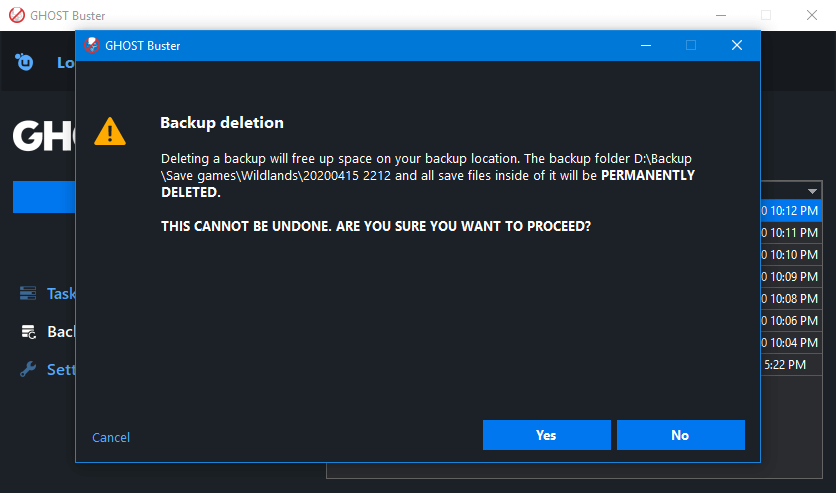 GHOST Buster
GHOST Buster
Lo
GH
Backup deletion
Deleting a backup will free up space on your backup location. The backup folder D:\Backup
\Save games\Wildlands\20200415 2212 and all save files inside of it will be PERMANENTLY
DELETED.
THIS CANNOT BE UNDONE. ARE YOU SURE YOU WANT TO PROCEED?
0 10:12 PM
0 10:11 PM
0 10:10 PM
0 10:09 PM
Task
0 10:08 PM
0 10:06 PM
Bac
0 10:04 PM
Sett
5:22 PM
Cancel
Yes
No